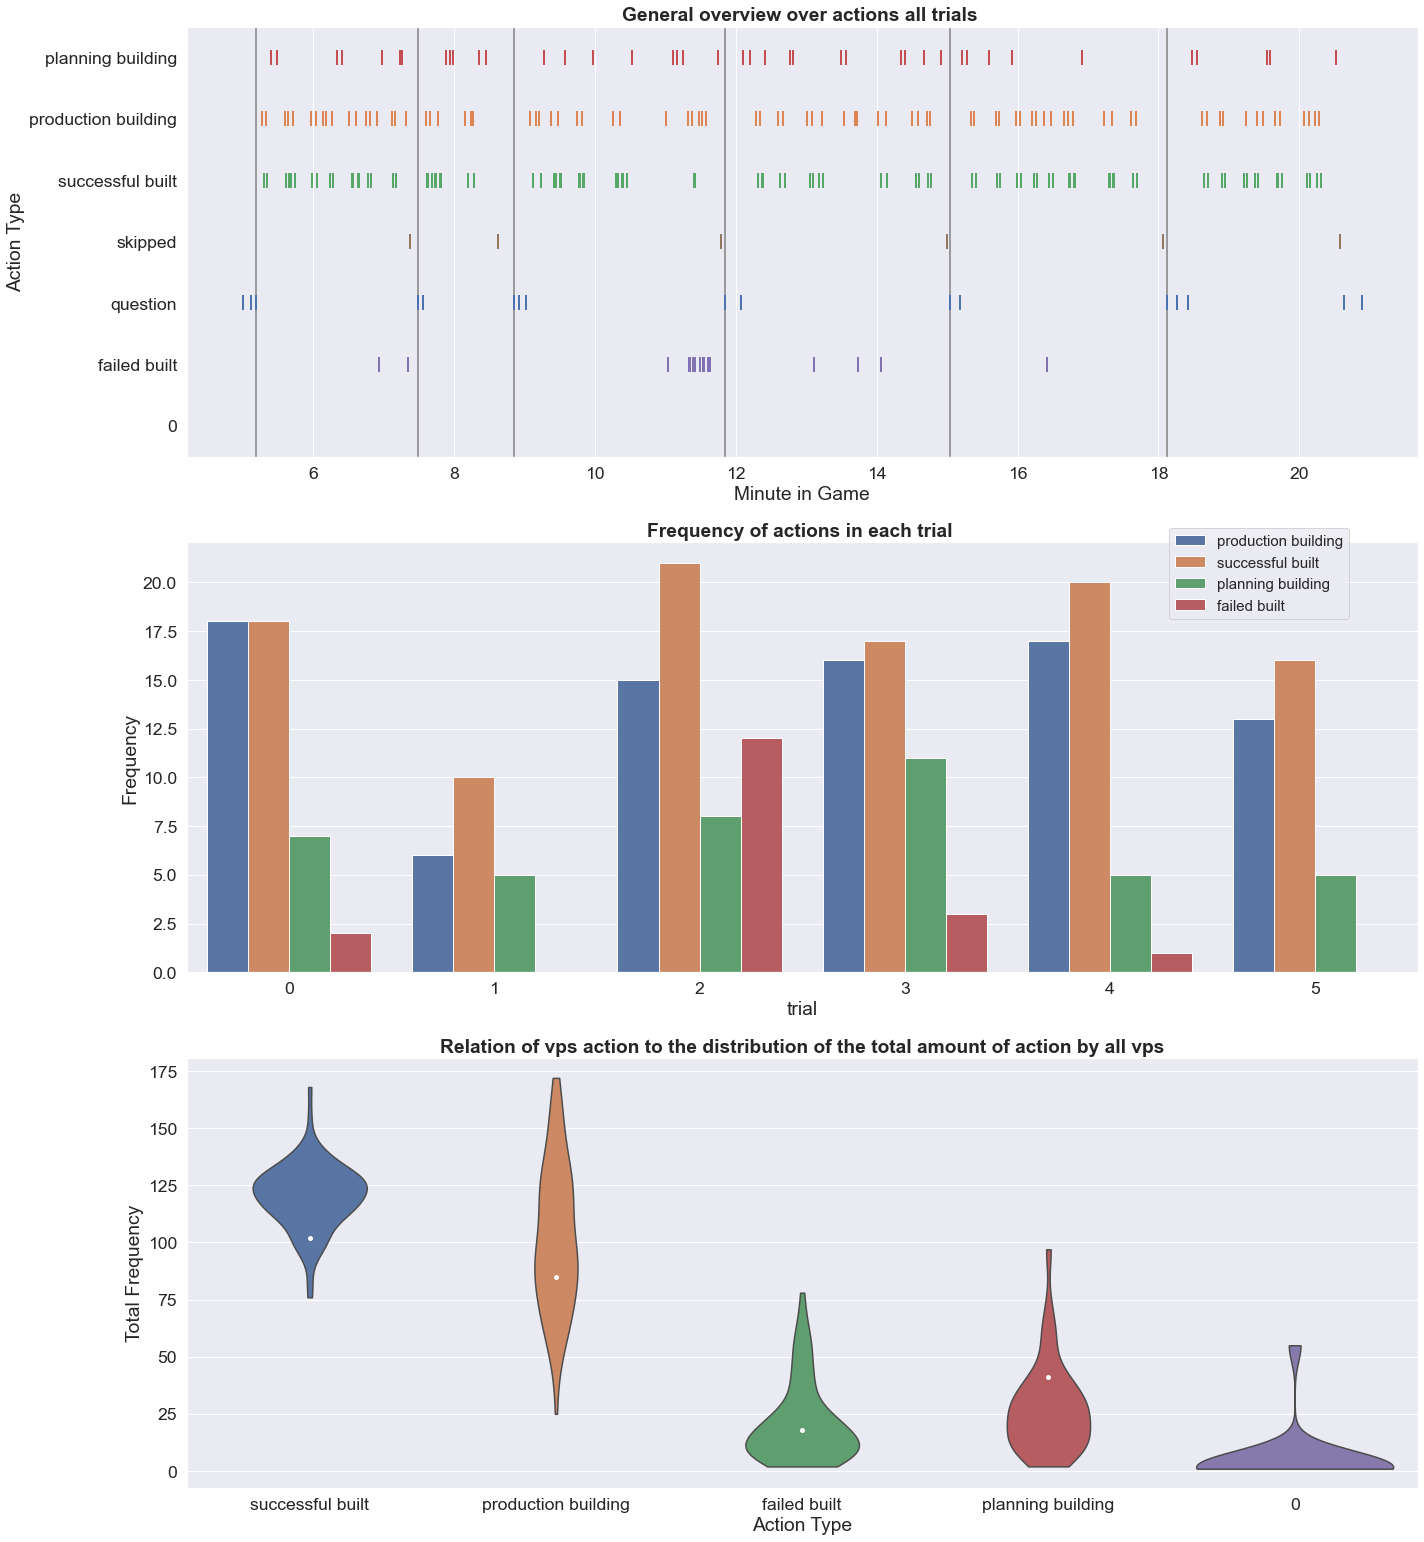 General overview over actions all trials
planning building
production building
successful built
skipped
question
failed built
0
Action Type
6 8 10 12 14 16 18 20
Minute in Game
Frequency of actions in each trial
production building
successful built
planning building
failed built
20.0
17.5
15.0
12.5
10.0
7.5
5.0
2.5
0.0
Frequency
0 1 2 3 4 5
trial
Relation of vps action to the distribution of the total amount of action by all vps
175
150
125
100
75
50
25
0
Total Frequency
successful built production building failed built planning building 0
Action Type